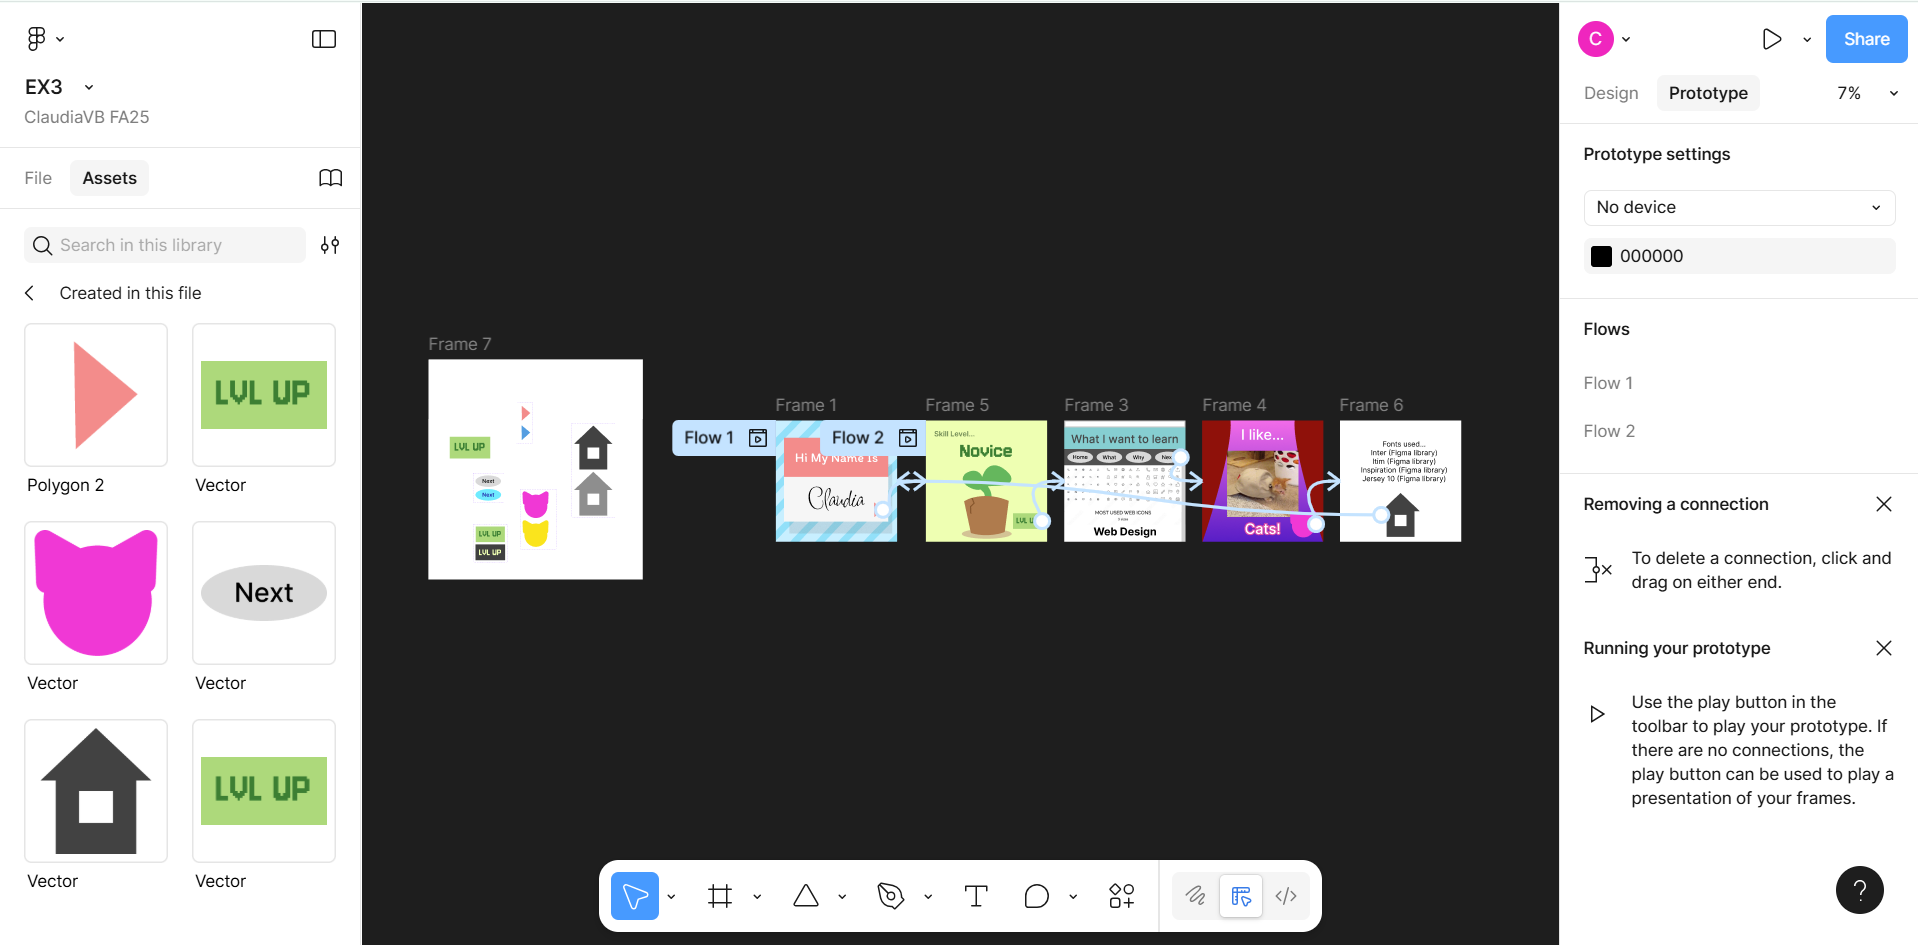 EX3
ClaudiaVB FA25
File
Assets
Search in this library
Created in this file
LVL UP
Polygon 2
Vector
Next
Vector
Vector
LVL UP
Vector
Vector
Frame 7
LVL UP
Next
Next
LVL UP
LVL UP
Flow 1
Flow 2
Frame 1
Hi My Name Is
Claudia
Frame 5
Skill Level...
Novice
Frame 3
What I want to learn
Home
What
Why
MOST USED WEB ICONS
Web Design
Frame 4
I like...
Cats!
Frame 6
Fonts used...
Inter (Figma library)
Itim (Figma library)
Inspiration (Figma library)
Jersey 10 (Figma library)
C
Share
Design
Prototype
7%
Prototype settings
No device
000000
Flows
Flow 1
Flow 2
Removing a connection
To delete a connection, click and
drag on either end.
Running your prototype
Use the play button in the
toolbar to play your prototype. If
there are no connections, the
play button can be used to play a
presentation of your frames.
?